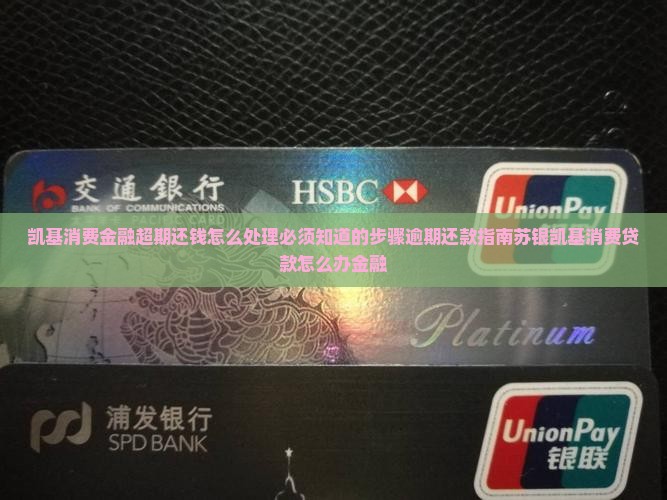 交通銀行
BANK OF COMMUNICATIONS
CARD
HSBC
UnionPay
凯基消费金融超期还钱怎么处理必须知道的步骤逾期还款指南苏银凯基消费贷
款怎么办金融
Platinum
浦发银行
SPD BANK
UnionPay
银联